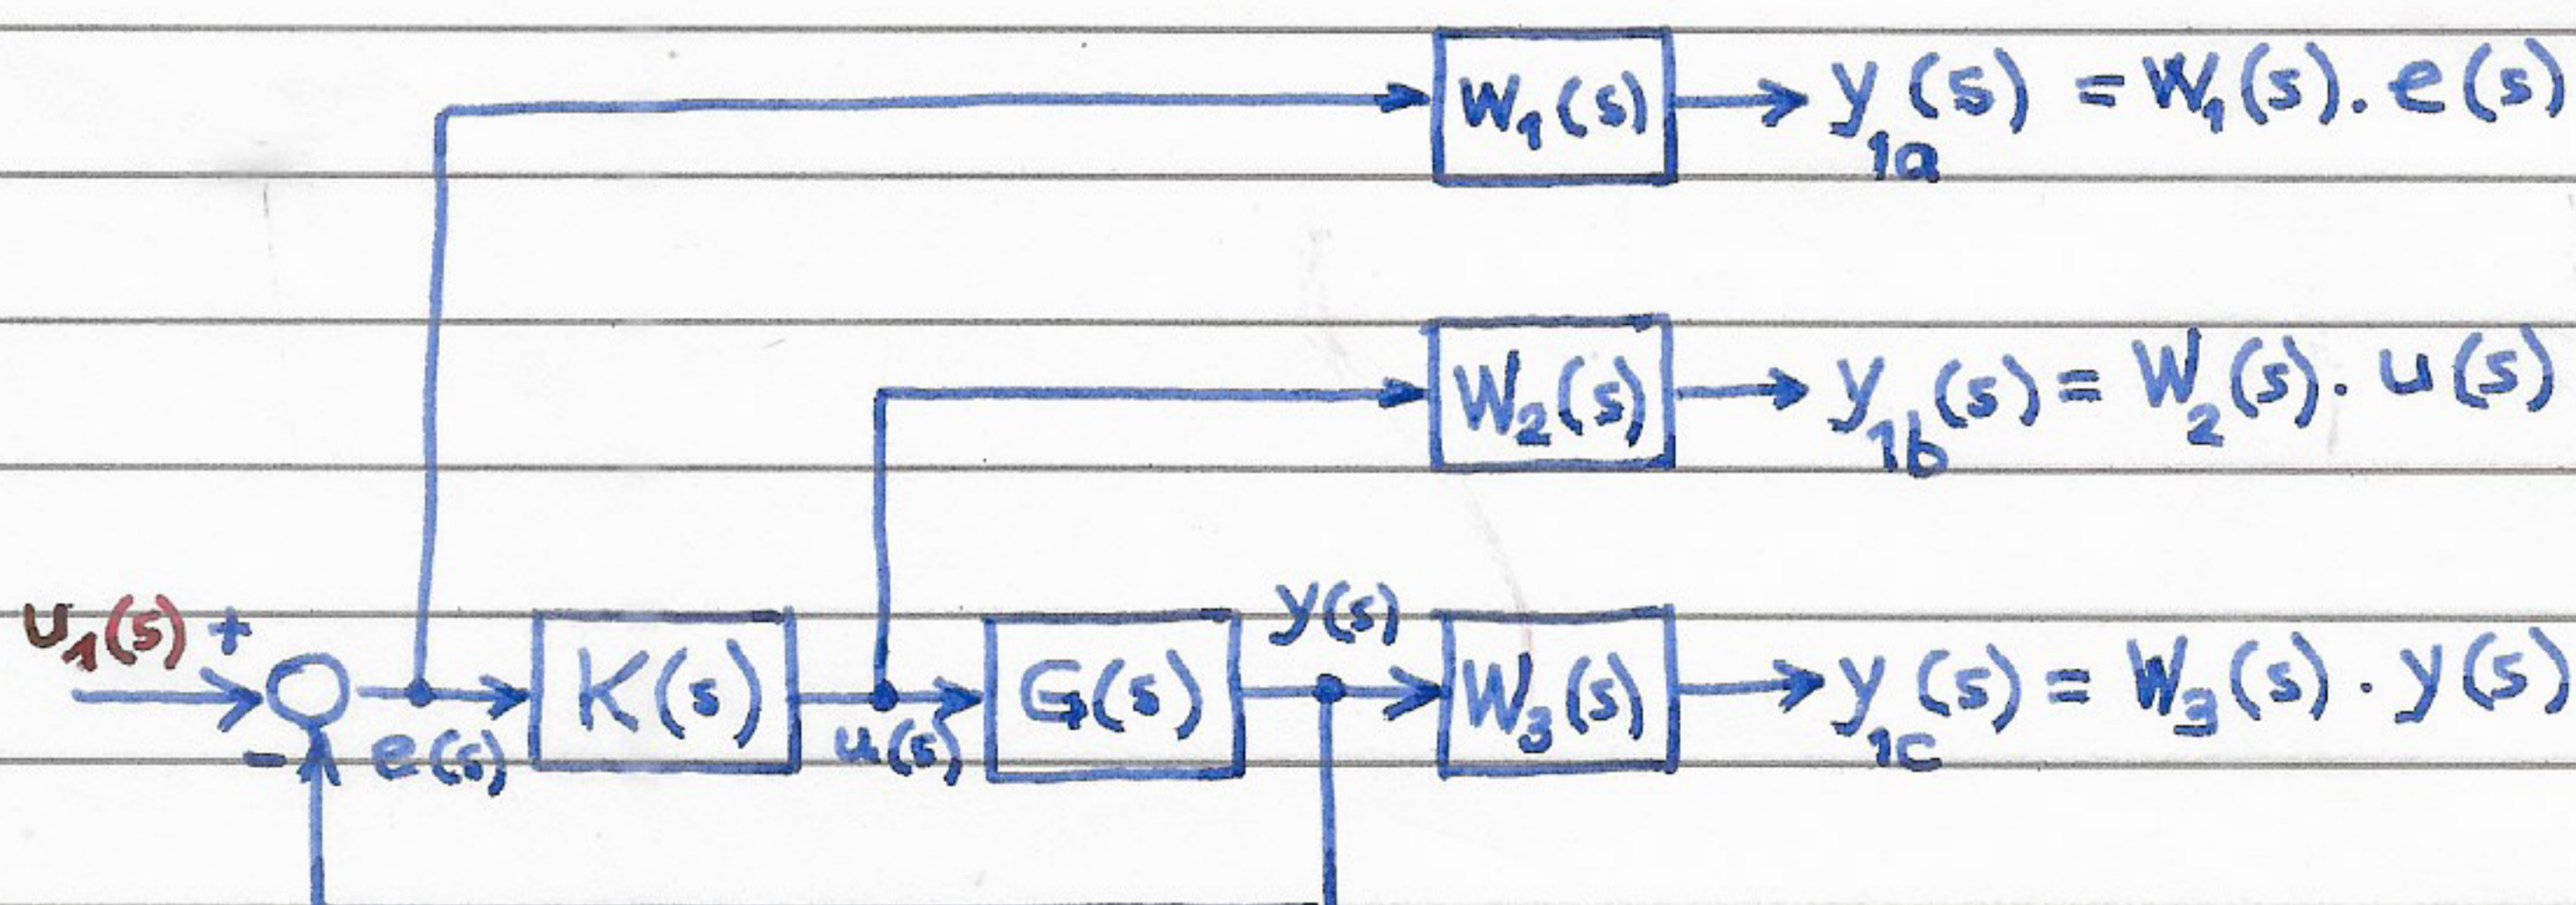 W₁(s) y₁ₐ(s) = W₁(s). e(s)
W₂(s) y₁b(s) = W₂(s). u(s)
y(s)
u₁(s) +
K(s) G(s) W₃(s) y₁c(s) = W₃(s) . y(s)
- e(s) u(s)